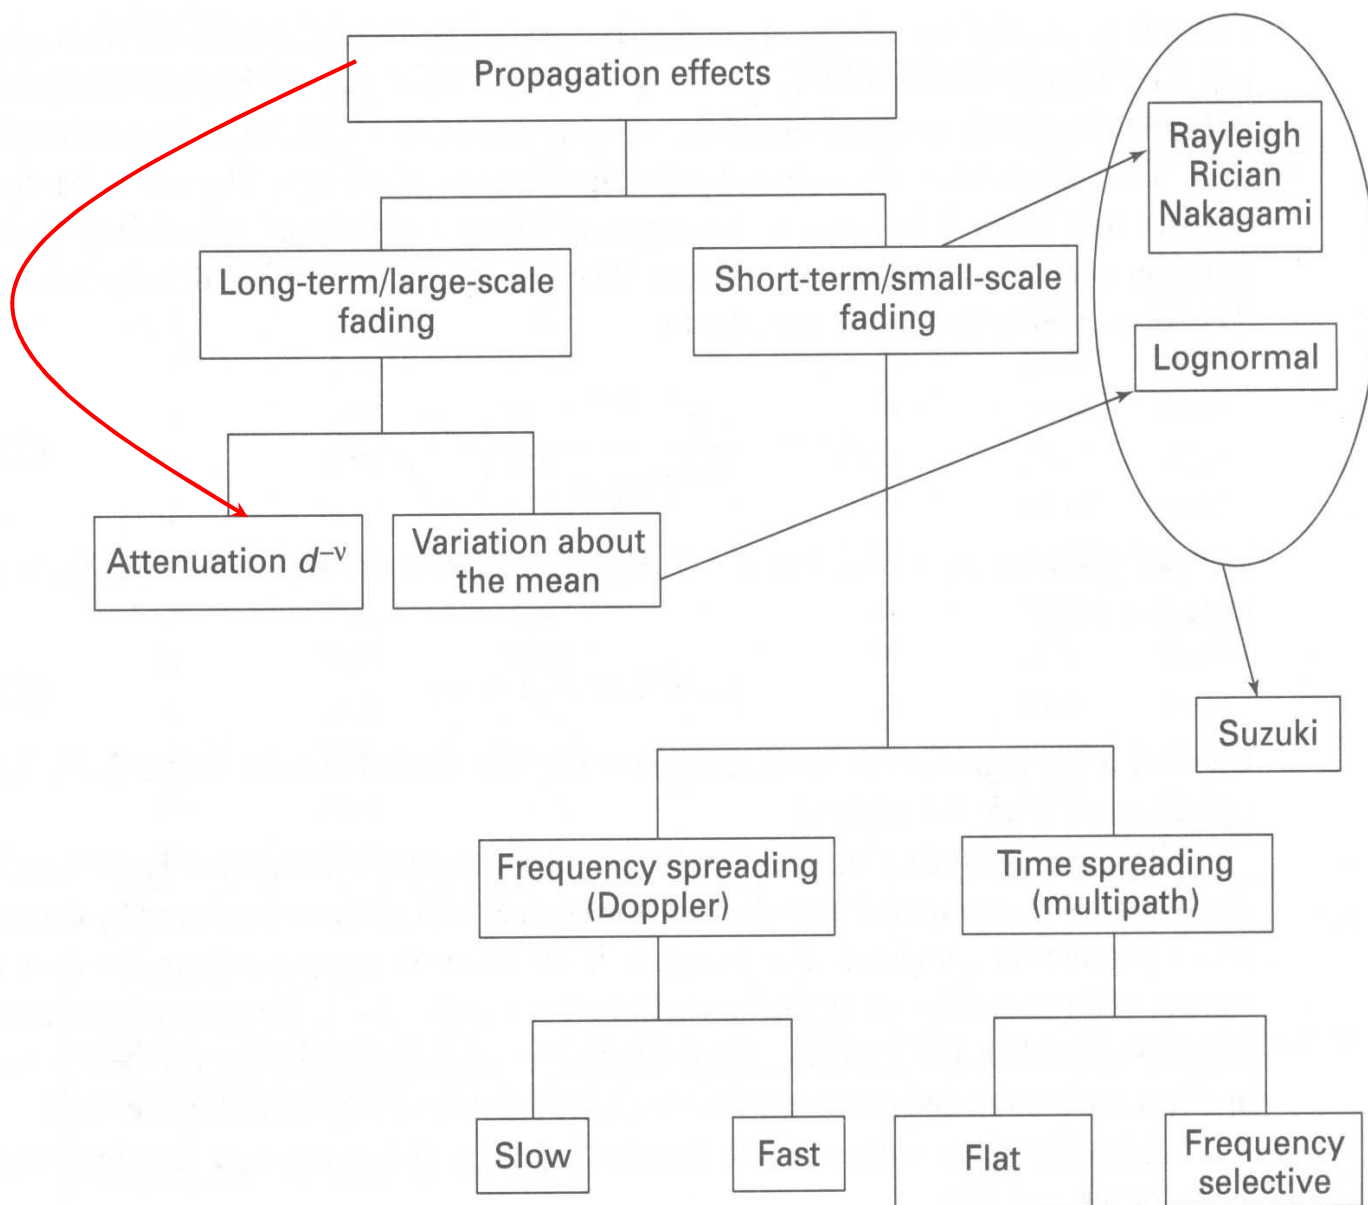 Propagation effects
Rayleigh
Rician
Nakagami
Long-term/large-scale
fading
Short-term/small-scale
fading
Lognormal
Attenuation d⁻ᵛ
Variation about
the mean
Suzuki
Frequency spreading
(Doppler)
Time spreading
(multipath)
Slow
Fast
Flat
Frequency
selective